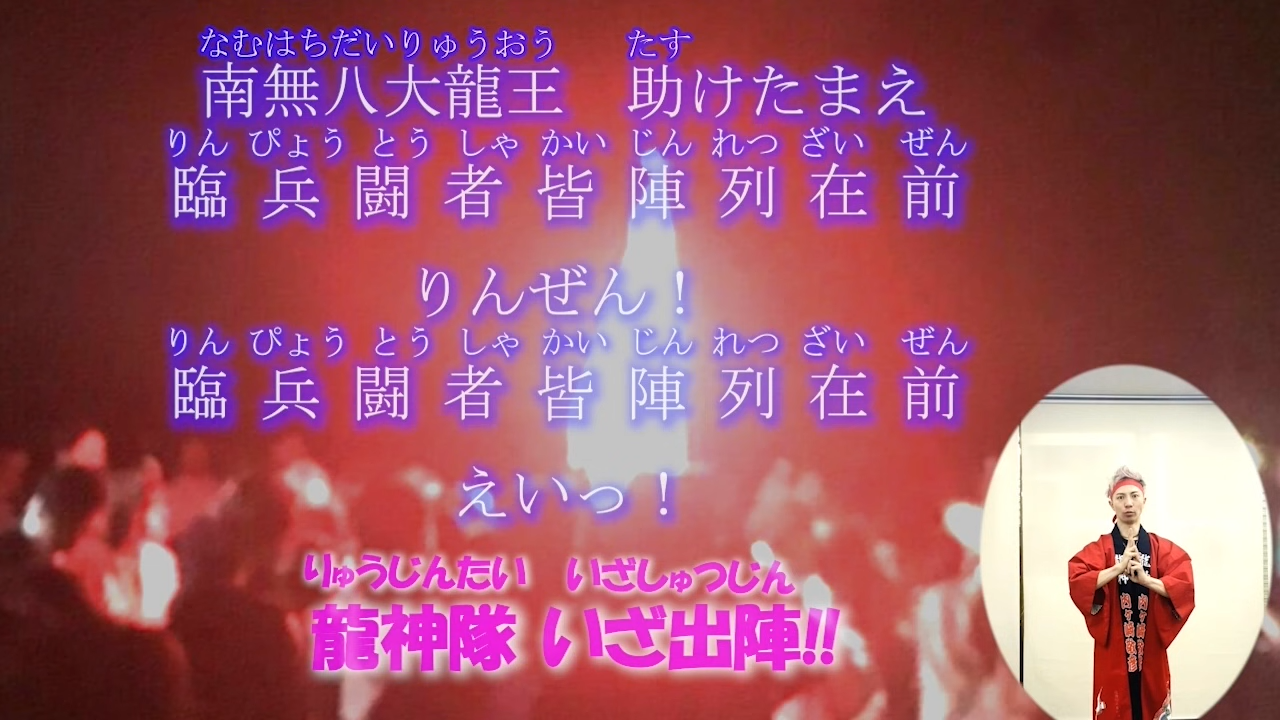 なむはちだいりゅうおう　たす
南無八大龍王　助けたまえ
りん ぴょう とう しゃ かい じん れつ ざい ぜん
臨 兵 闘 者 皆 陣 列 在 前
りんぜん！
りん ぴょう とう しゃ かい じん れつ ざい ぜん
臨 兵 闘 者 皆 陣 列 在 前
えいっ！
りゅうじんたい　いざしゅつじん
龍神隊 いざ出陣!!